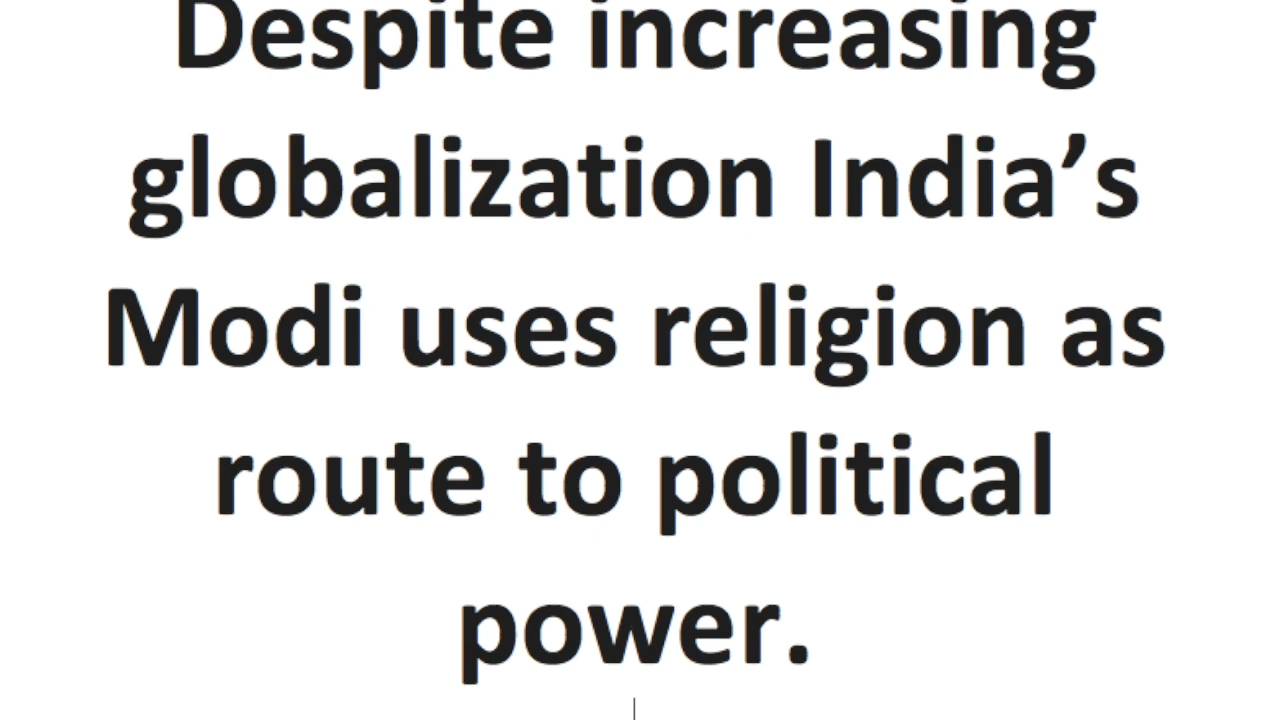 Despite increasing
globalization India’s
Modi uses religion as
route to political
power.